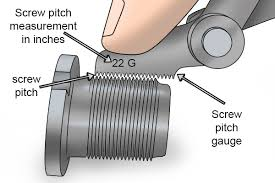 Screw pitch
measurement
in inches
22 G
screw
pitch
Screw
pitch
gauge